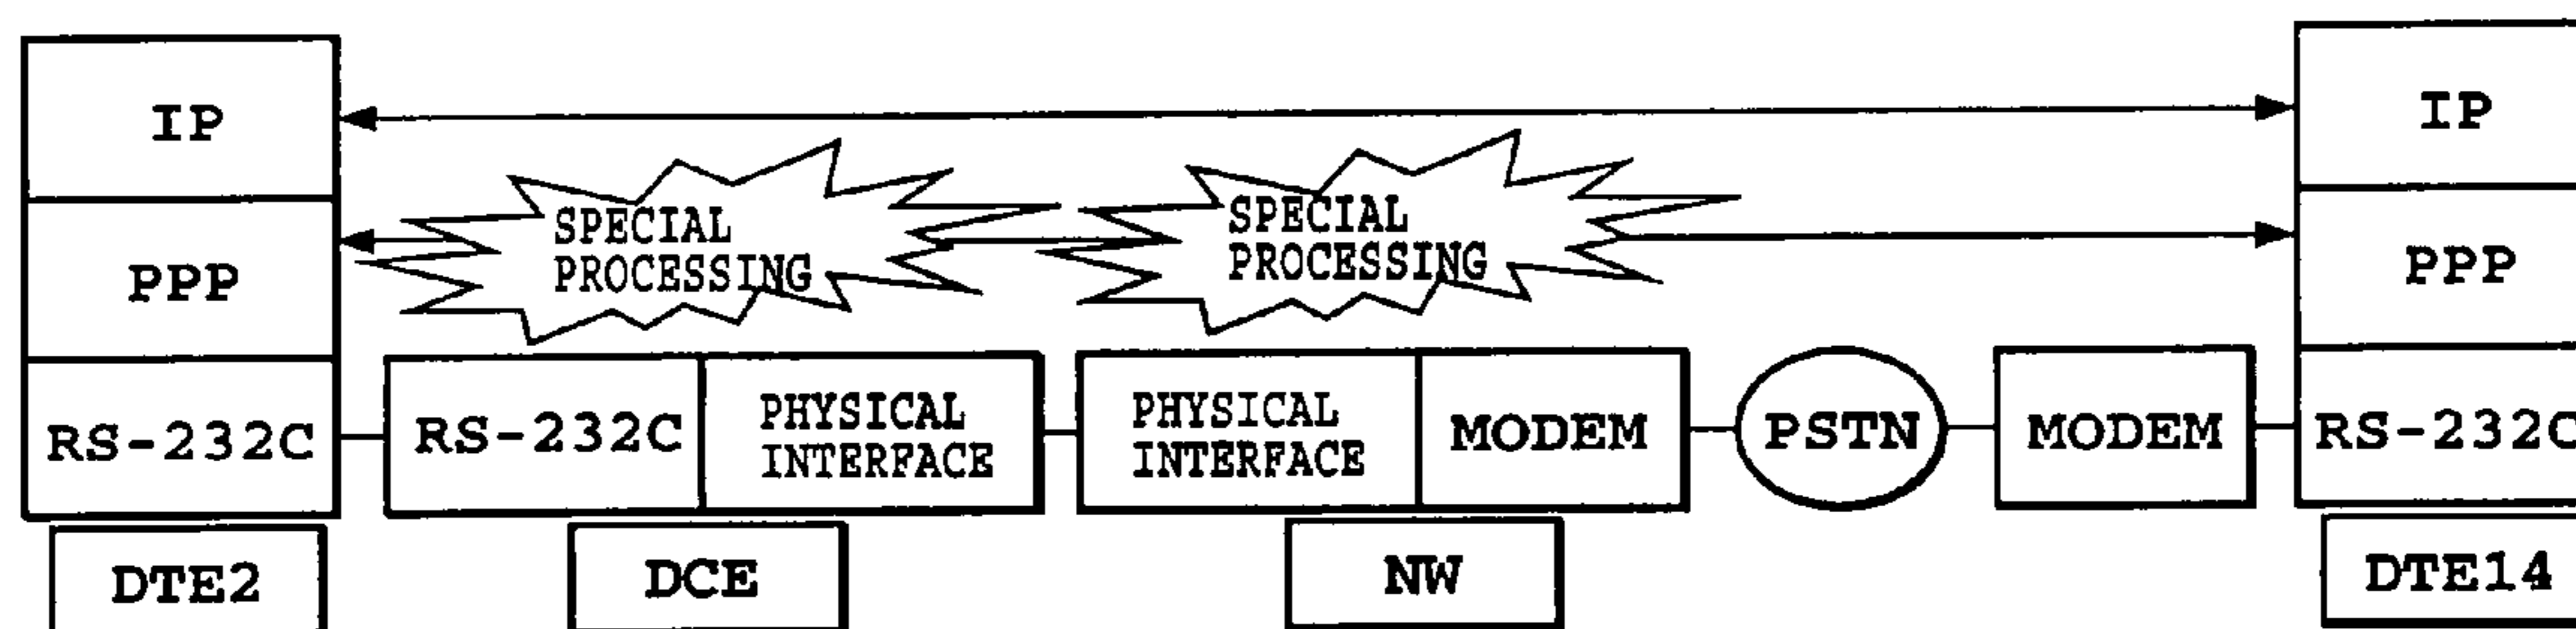 IP
IP
SPECIAL
PROCESSING
SPECIAL
PROCESSING
PPP
PPP
RS-232C
RS-232C
PHYSICAL
INTERFACE
PHYSICAL
INTERFACE
MODEM
PSTN
MODEM
RS-232C
DTE2
DCE
NW
DTE14